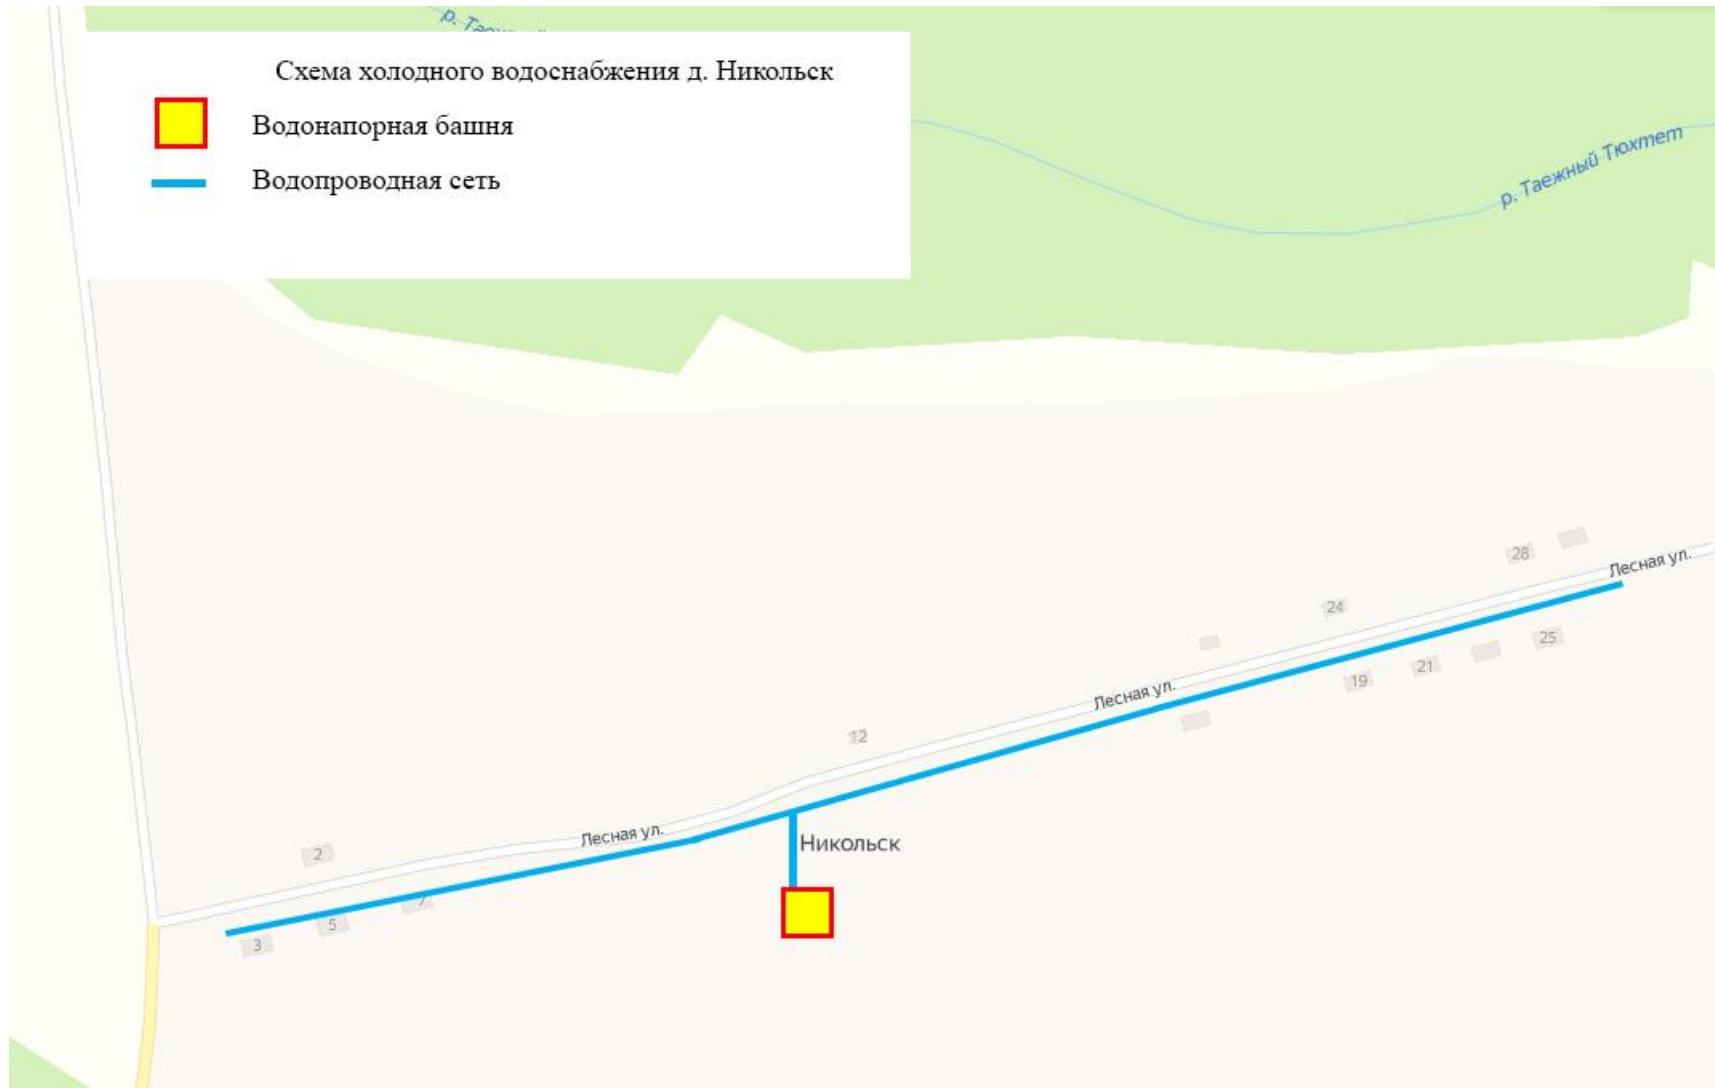 р. Таежный
Схема холодного водоснабжения д. Никольск
Водонапорная башня
Водопроводная сеть
р. Таежный Тюхтет
28
Лесная ул.
24
25
21
19
Лесная ул.
12
Лесная ул.
Никольск
2
7
5
3